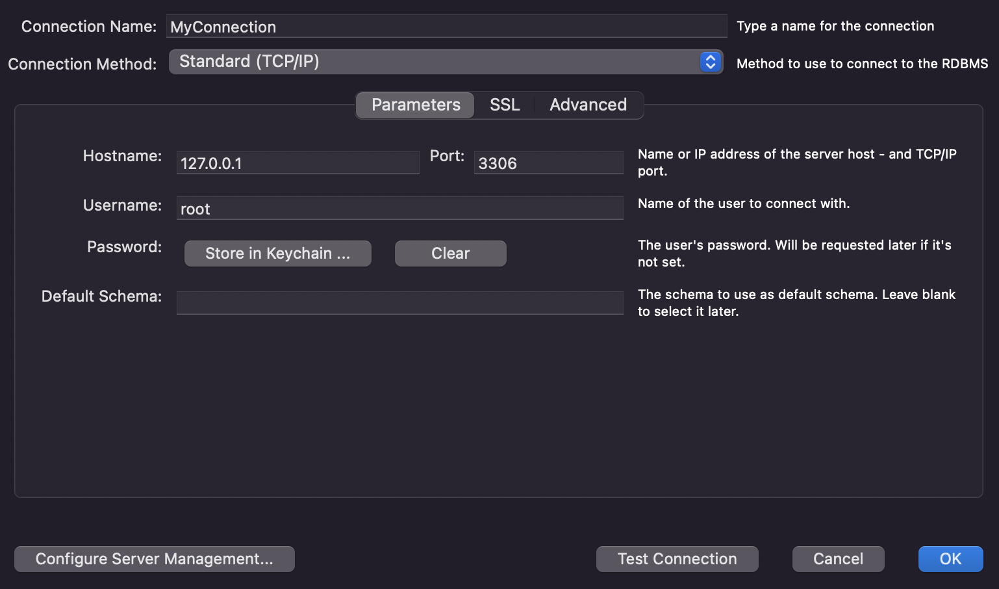 Connection Name: MyConnection Type a name for the connection
Connection Method: Standard (TCP/IP) Method to use to connect to the RDBMS
Parameters SSL Advanced
Hostname: 127.0.0.1 Port: 3306 Name or IP address of the server host - and TCP/IP
port.
Username: root Name of the user to connect with.
Password: Store in Keychain ... Clear The user's password. Will be requested later if it's
not set.
Default Schema: The schema to use as default schema. Leave blank
to select it later.
Configure Server Management... Test Connection Cancel OK